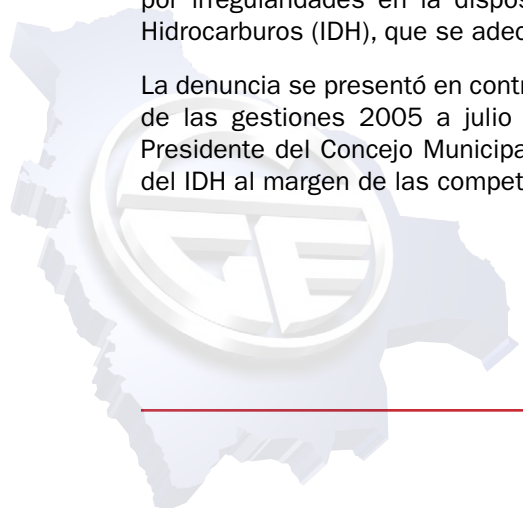 por irregularidades en la dispos
Hidrocarburos (IDH), que se adec
La denuncia se presentó en contr
de las gestiones 2005 a julio
Presidente del Concejo Municipa
del IDH al margen de las compet